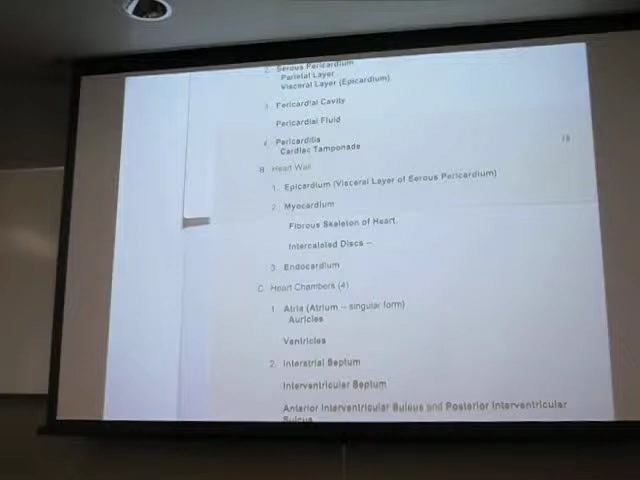 2. Serous Pericardium
Parietal Layer
Visceral Layer (Epicardium)
3. Pericardial Cavity
Pericardial Fluid
4. Pericarditis
Cardiac Tamponade
B. Heart Wall
1. Epicardium (Visceral Layer of Serous Pericardium)
2. Myocardium
Fibrous Skeleton of Heart
Intercalated Discs –
3. Endocardium
C. Heart Chambers (4)
1. Atria (Atrium – singular form)
Auricles
Ventricles
2. Interatrial Septum
Interventricular Septum
Anterior Interventricular Sulcus and Posterior Interventricular
Sulcus